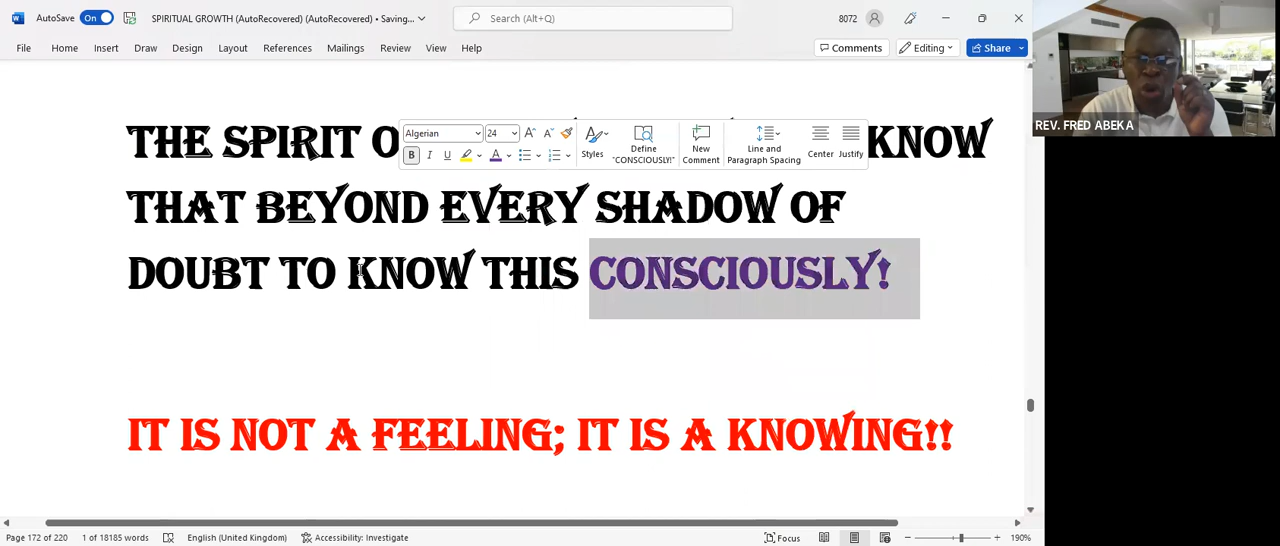 AutoSave On SPIRITUAL GROWTH (AutoRecovered) (AutoRecovered) • Saving... Search (Alt+Q) 8072
File Home Insert Draw Design Layout References Mailings Review View Help Comments Editing Share
REV. FRED ABEKA
Algerian 24 A A Styles Define "CONSCIOUSLY!" New Comment Line and Paragraph Spacing Center Justify
B I U A
THE SPIRIT O KNOW
THAT BEYOND EVERY SHADOW OF
DOUBT TO KNOW THIS CONSCIOUSLY!
IT IS NOT A FEELING; IT IS A KNOWING!!
Page 172 of 220 1 of 18185 words English (United Kingdom) Accessibility: Investigate Focus 190%